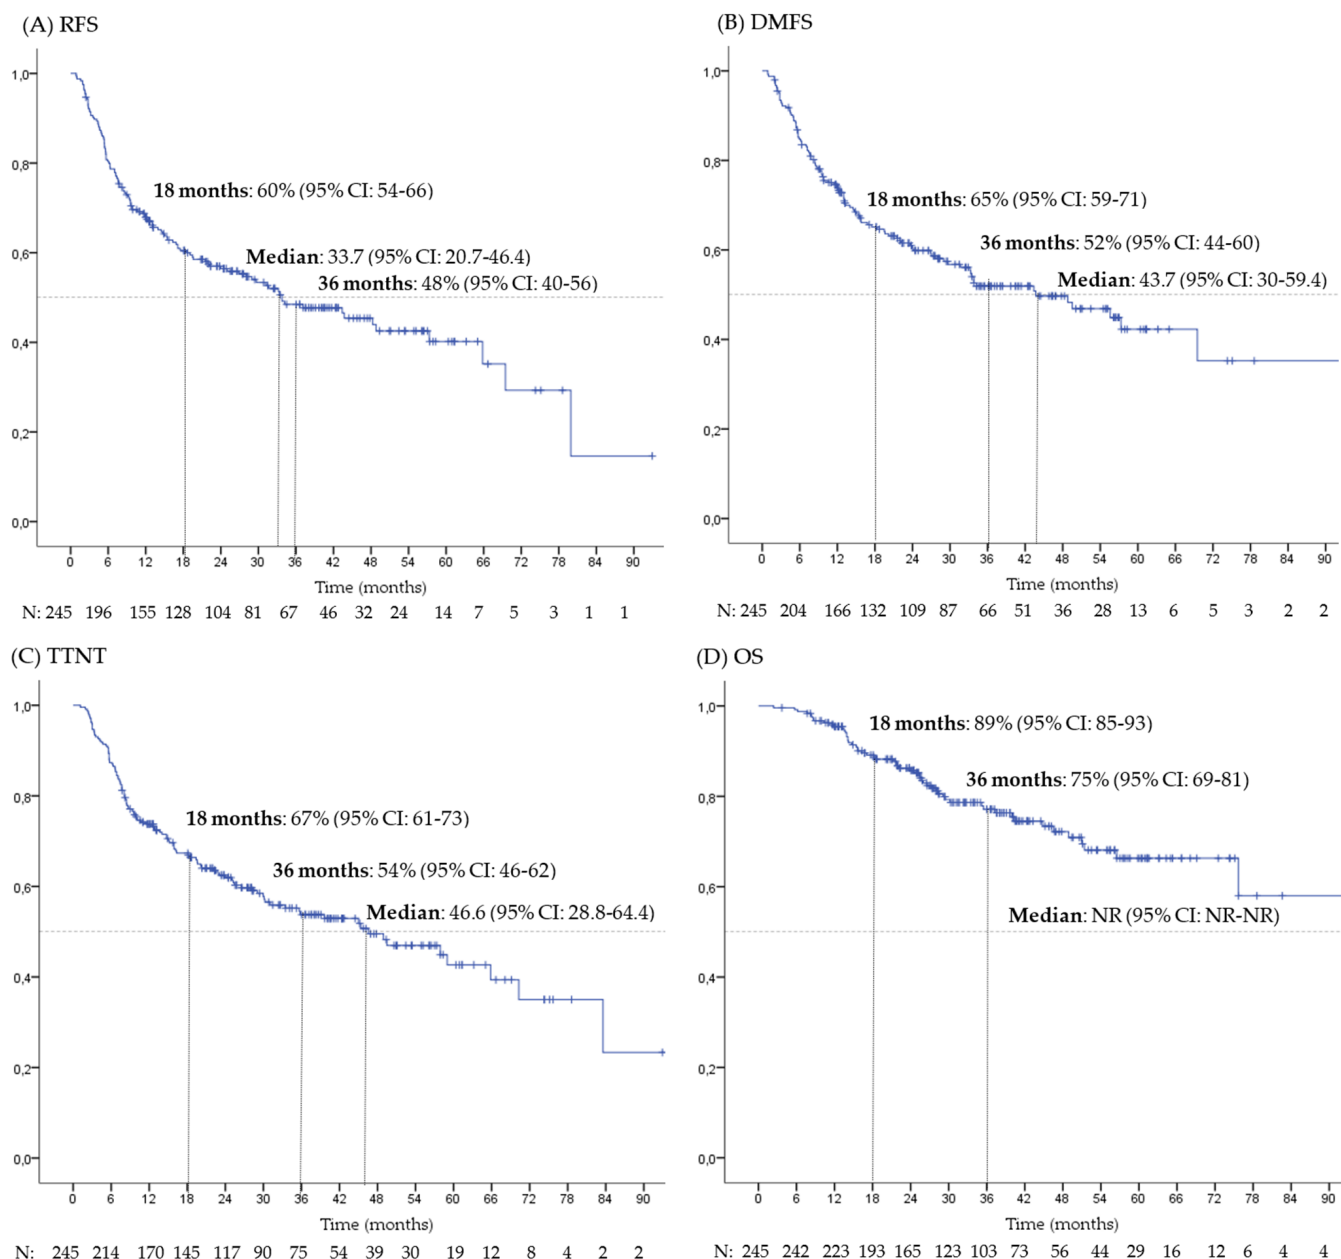 (A) RFS
1,0
0,8
0,6
0,4
0,2
0,0
18 months: 60% (95% CI: 54-66)
Median: 33.7 (95% CI: 20.7-46.4)
36 months: 48% (95% CI: 40-56)
0 6 12 18 24 30 36 42 48 54 60 66 72 78 84 90
Time (months)
N: 245 196 155 128 104 81 67 46 32 24 14 7 5 3 1 1
(B) DMFS
1,0
0,8
0,6
0,4
0,2
0,0
18 months: 65% (95% CI: 59-71)
36 months: 52% (95% CI: 44-60)
Median: 43.7 (95% CI: 30-59.4)
0 6 12 18 24 30 36 42 48 54 60 66 72 78 84 90
Time (months)
N: 245 204 166 132 109 87 66 51 36 28 13 6 5 3 2 2
(C) TTNT
1,0
0,8
0,6
0,4
0,2
0,0
18 months: 67% (95% CI: 61-73)
36 months: 54% (95% CI: 46-62)
Median: 46.6 (95% CI: 28.8-64.4)
0 6 12 18 24 30 36 42 48 54 60 66 72 78 84 90
Time (months)
N: 245 214 170 145 117 90 75 54 39 30 19 12 8 4 2 2
(D) OS
1,0
0,8
0,6
0,4
0,2
0,0
18 months: 89% (95% CI: 85-93)
36 months: 75% (95% CI: 69-81)
Median: NR (95% CI: NR-NR)
0 6 12 18 24 30 36 42 48 54 60 66 72 78 84 90
Time (months)
N: 245 242 223 193 165 123 103 73 56 44 29 16 12 6 4 4